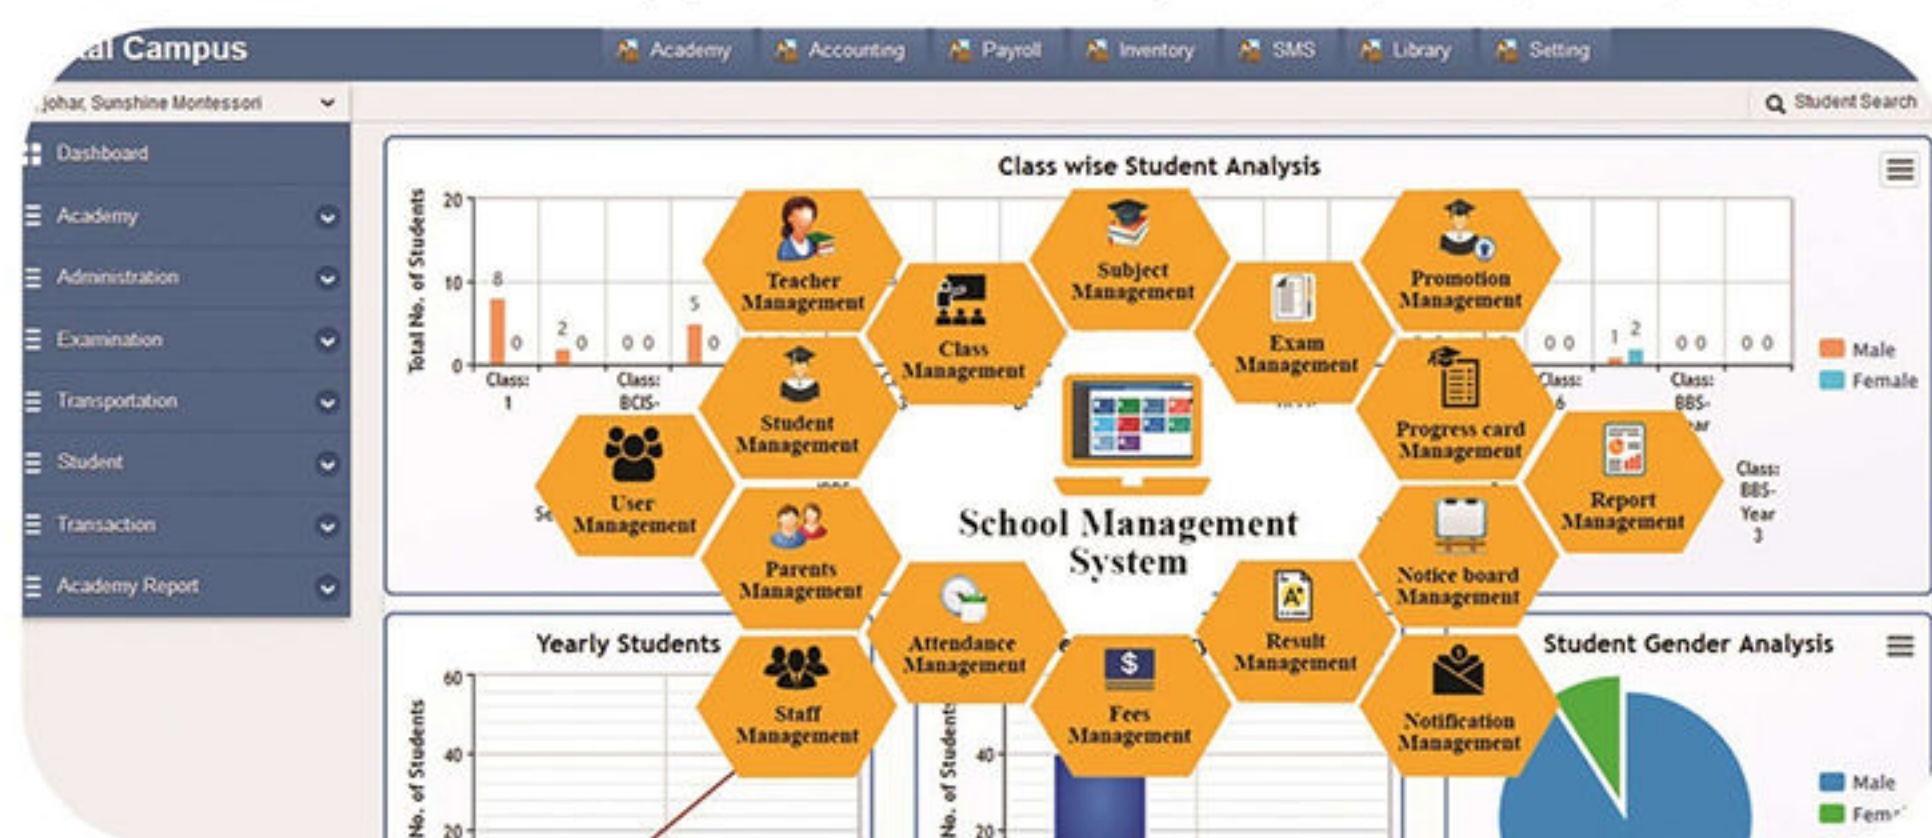 Campus
Academy
Accounting
Payroll
Inventory
SMS
Library
Setting
johar, Sunshine Montessori
Student Search
Dashboard
Academy
Administration
Examination
Transportation
Student
Transaction
Academy Report
Class wise Student Analysis
Total No. of Students
20
10
0
8
0
2
0
0 0
5
0
0 0
1 2
0 0
0 0
Class:
1
Class:
BCIS-
Class:
6
Class:
BBS-
Class:
BBS-
Year
3
Male
Female
Teacher
Management
Class
Management
Subject
Management
Exam
Management
Promotion
Management
Student
Management
Progress card
Management
User
Management
Report
Management
School Management
System
Parents
Management
Notice board
Management
Attendance
Management
Result
Management
Staff
Management
Fees
Management
Notification
Management
Yearly Students
No. of Students
60
40
20
No. of Students
40
20
Student Gender Analysis
Male